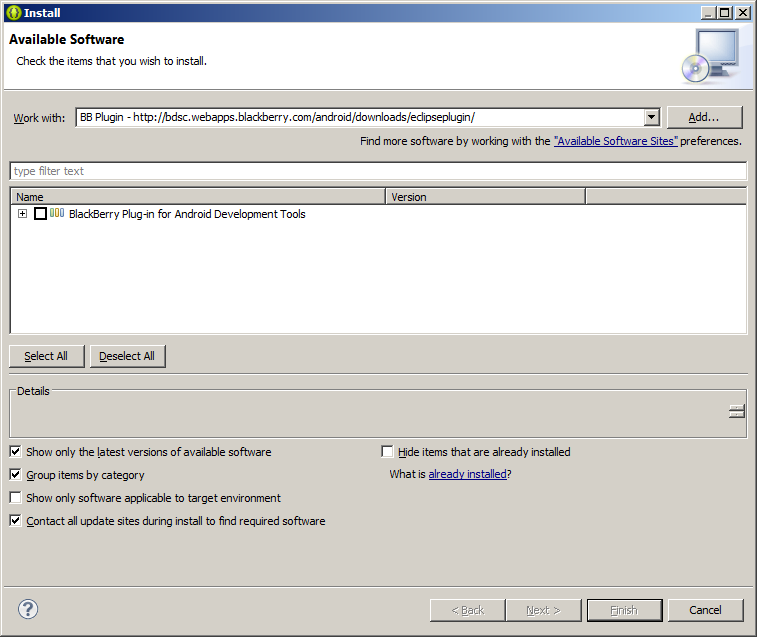 Install
Available Software
Check the items that you wish to install.
Work with: BB Plugin - http://bdsc.webapps.blackberry.com/android/downloads/eclipseplugin/ Add...
Find more software by working with the "Available Software Sites" preferences.
type filter text
Name Version
BlackBerry Plug-in for Android Development Tools
Select All Deselect All
Details
Show only the latest versions of available software Hide items that are already installed
Group items by category What is already installed?
Show only software applicable to target environment
Contact all update sites during install to find required software
? < Back Next > Finish Cancel